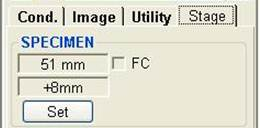 Cond. Image Utility Stage
SPECIMEN
51 mm FC
+8mm
Set